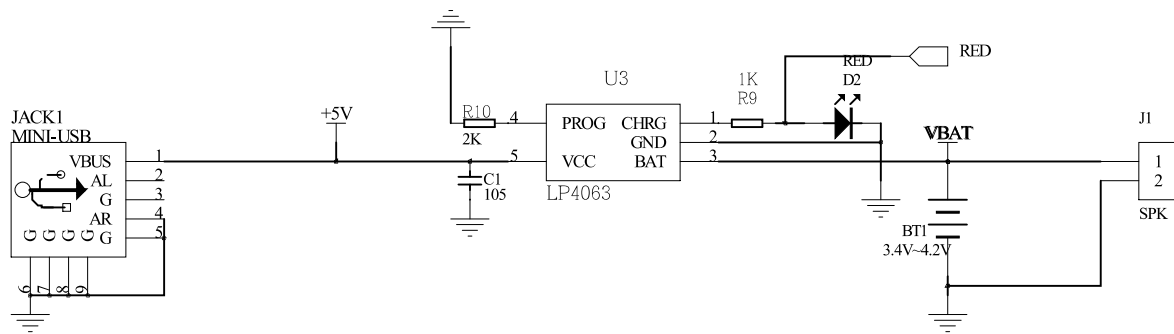 RED
U3
1K
RED
R9
D2
JACK1
MINI-USB
+5V
R10
4
PROG
CHRG
1
2K
GND
2
VBAT
J1
VBUS
1
5
VCC
BAT
3
1
AL
2
C1
2
G
3
105
LP4063
AR
4
SPK
G G G G
G
5
BT1
3.4V~4.2V
6
7
8
9